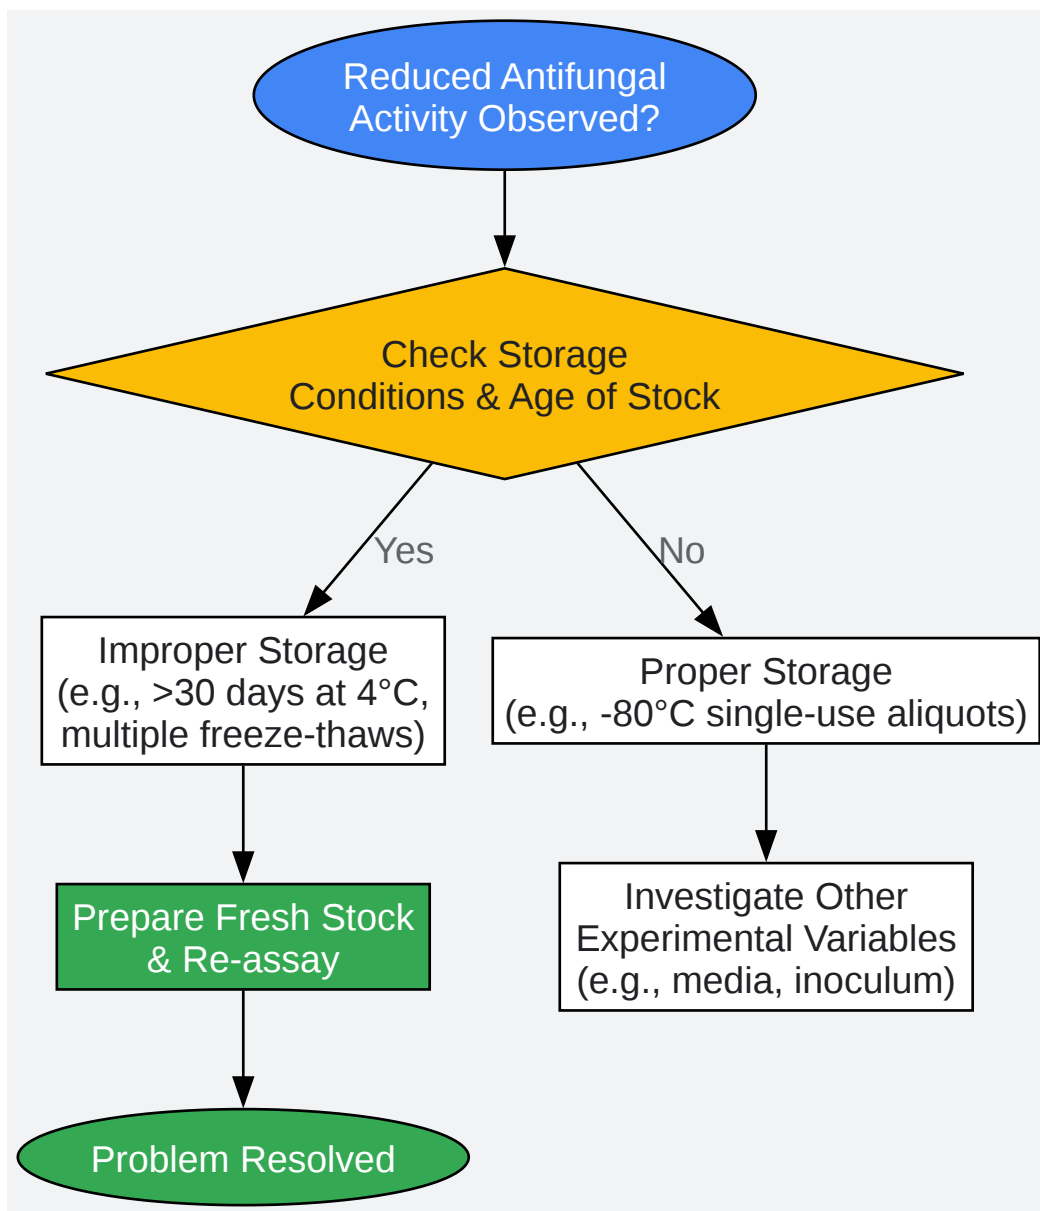 Reduced Antifungal
Activity Observed?
Check Storage
Conditions & Age of Stock
Yes
No
Improper Storage
(e.g., >30 days at 4°C,
multiple freeze-thaws)
Proper Storage
(e.g., -80°C single-use aliquots)
Prepare Fresh Stock
& Re-assay
Investigate Other
Experimental Variables
(e.g., media, inoculum)
Problem Resolved